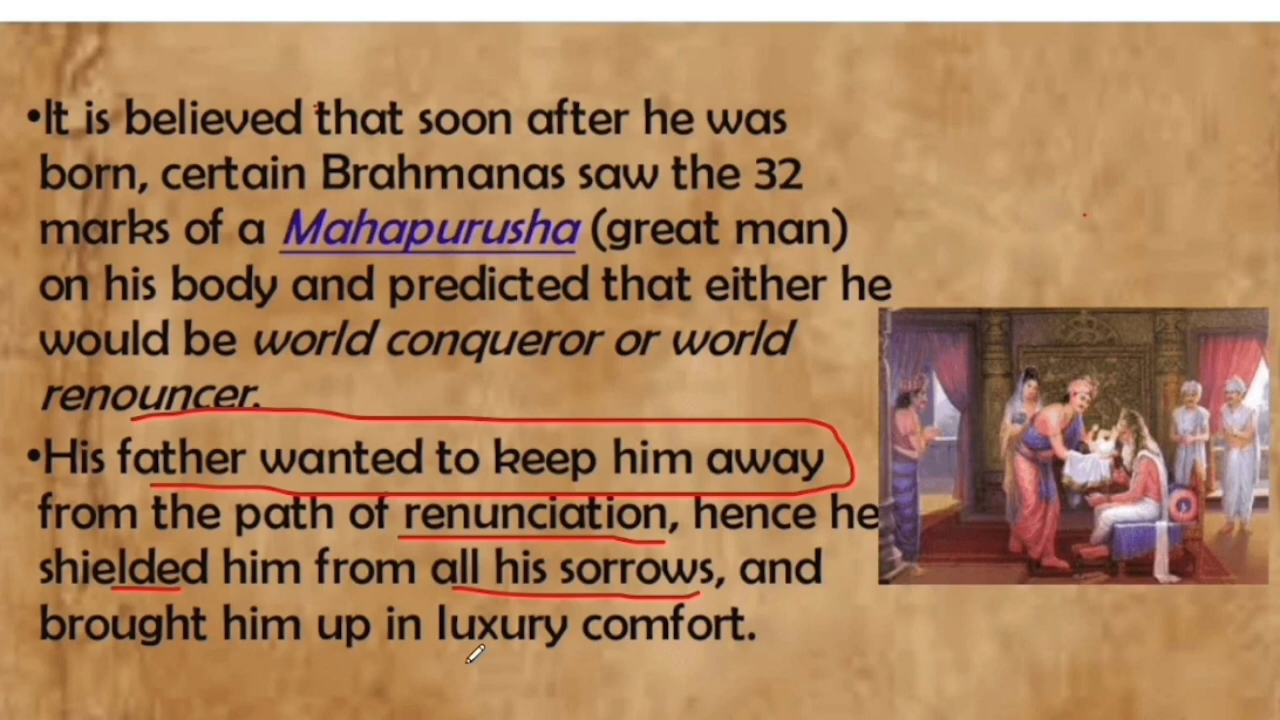 •It is believed that soon after he was
born, certain Brahmanas saw the 32
marks of a Mahapurusha (great man)
on his body and predicted that either he
would be world conqueror or world
renouncer.
•His father wanted to keep him away
from the path of renunciation, hence he
shielded him from all his sorrows, and
brought him up in luxury comfort.